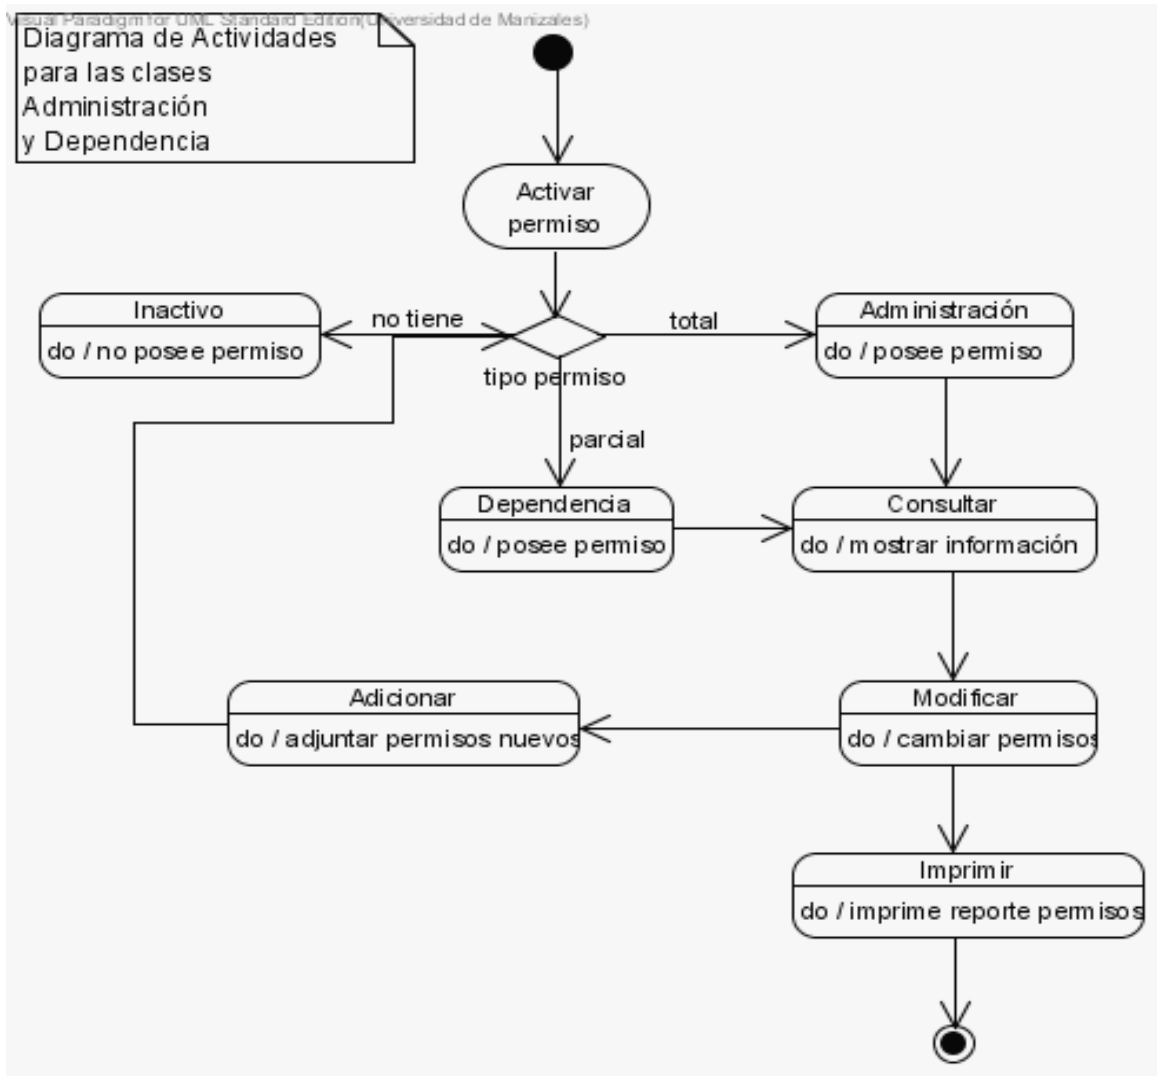 Visual Paradigm for UML Standard Edition(Universidad de Manizales)
Diagrama de Actividades
para las clases
Administración
y Dependencia
Activar
permiso
Inactivo
do / no posee permiso
no tiene
total
Administración
do / posee permiso
tipo permiso
parcial
Dependencia
do / posee permiso
Consultar
do / mostrar información
Adicionar
do / adjuntar permisos nuevos
Modificar
do / cambiar permisos
Imprimir
do / imprime reporte permisos